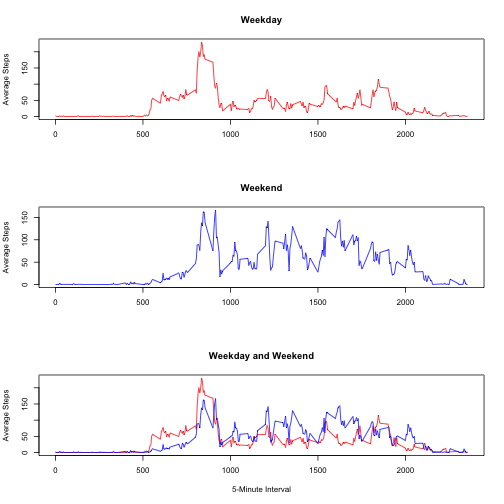 Weekday
Average Steps
0 50 150
0 500 1000 1500 2000
Weekend
Average Steps
0 50 100 150
0 500 1000 1500 2000
Weekday and Weekend
Average Steps
0 50 150
0 500 1000 1500 2000
5-Minute Interval